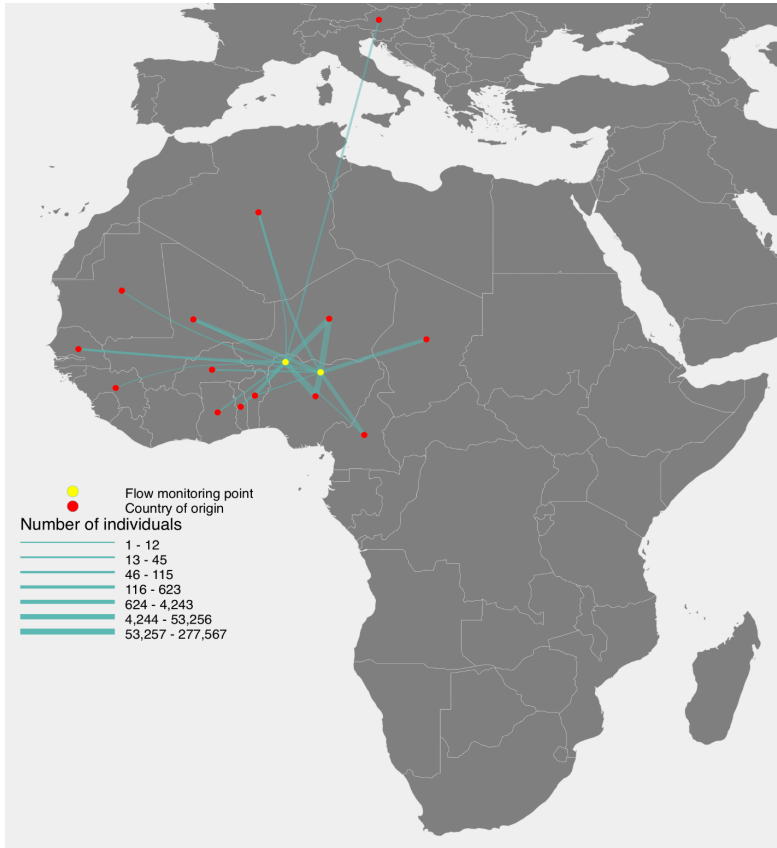 Flow monitoring point
Country of origin
Number of individuals
1 - 12
13 - 45
46 - 115
116 - 623
624 - 4,243
4,244 - 53,256
53,257 - 277,567